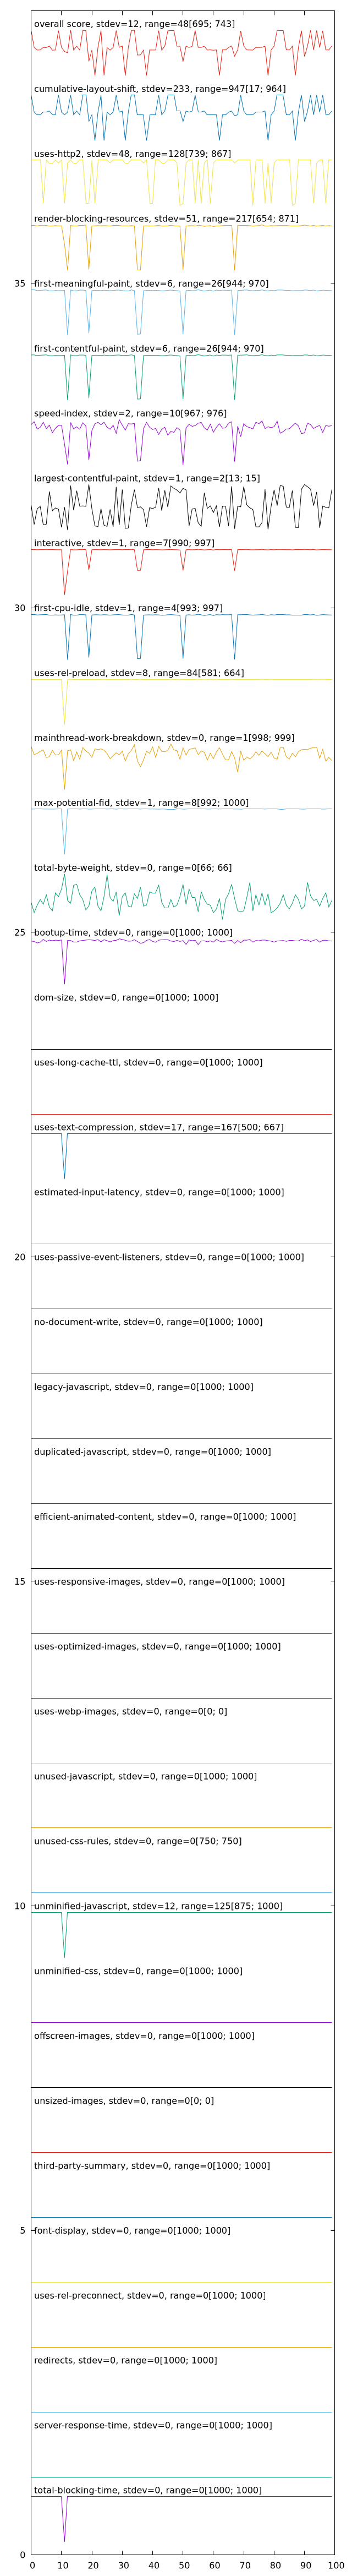 overall score, stdev=12, range=48[695; 743]
cumulative-layout-shift, stdev=233, range=947[17; 964]
uses-http2, stdev=48, range=128[739; 867]
render-blocking-resources, stdev=51, range=217[654; 871]
35
first-meaningful-paint, stdev=6, range=26[944; 970]
first-contentful-paint, stdev=6, range=26[944; 970]
speed-index, stdev=2, range=10[967; 976]
largest-contentful-paint, stdev=1, range=2[13; 15]
interactive, stdev=1, range=7[990; 997]
30
first-cpu-idle, stdev=1, range=4[993; 997]
uses-rel-preload, stdev=8, range=84[581; 664]
mainthread-work-breakdown, stdev=0, range=1[998; 999]
max-potential-fid, stdev=1, range=8[992; 1000]
total-byte-weight, stdev=0, range=0[66; 66]
25
bootup-time, stdev=0, range=0[1000; 1000]
dom-size, stdev=0, range=0[1000; 1000]
uses-long-cache-ttl, stdev=0, range=0[1000; 1000]
uses-text-compression, stdev=17, range=167[500; 667]
estimated-input-latency, stdev=0, range=0[1000; 1000]
20
uses-passive-event-listeners, stdev=0, range=0[1000; 1000]
no-document-write, stdev=0, range=0[1000; 1000]
legacy-javascript, stdev=0, range=0[1000; 1000]
duplicated-javascript, stdev=0, range=0[1000; 1000]
efficient-animated-content, stdev=0, range=0[1000; 1000]
15
uses-responsive-images, stdev=0, range=0[1000; 1000]
uses-optimized-images, stdev=0, range=0[1000; 1000]
uses-webp-images, stdev=0, range=0[0; 0]
unused-javascript, stdev=0, range=0[1000; 1000]
unused-css-rules, stdev=0, range=0[750; 750]
10
unminified-javascript, stdev=12, range=125[875; 1000]
unminified-css, stdev=0, range=0[1000; 1000]
offscreen-images, stdev=0, range=0[1000; 1000]
unsized-images, stdev=0, range=0[0; 0]
third-party-summary, stdev=0, range=0[1000; 1000]
5
font-display, stdev=0, range=0[1000; 1000]
uses-rel-preconnect, stdev=0, range=0[1000; 1000]
redirects, stdev=0, range=0[1000; 1000]
server-response-time, stdev=0, range=0[1000; 1000]
total-blocking-time, stdev=0, range=0[1000; 1000]
0
0 10 20 30 40 50 60 70 80 90 100